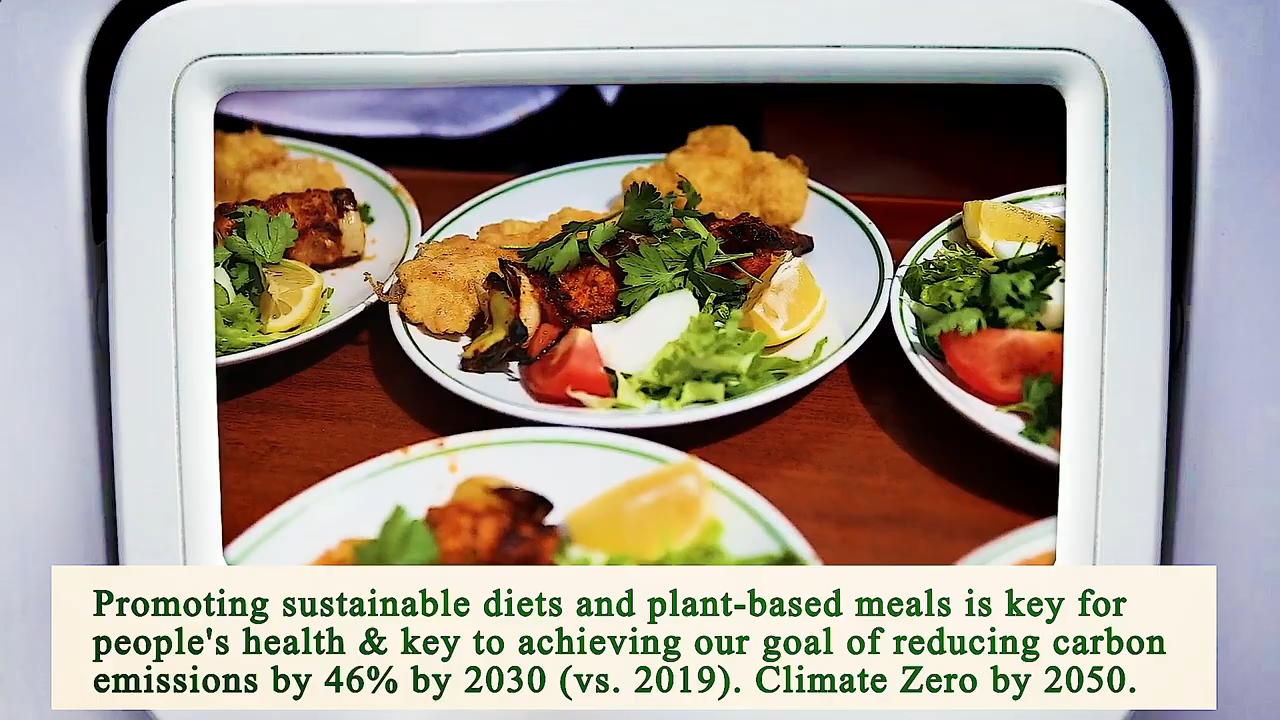 Promoting sustainable diets and plant-based meals is key for
people's health & key to achieving our goal of reducing carbon
emissions by 46% by 2030 (vs. 2019). Climate Zero by 2050.